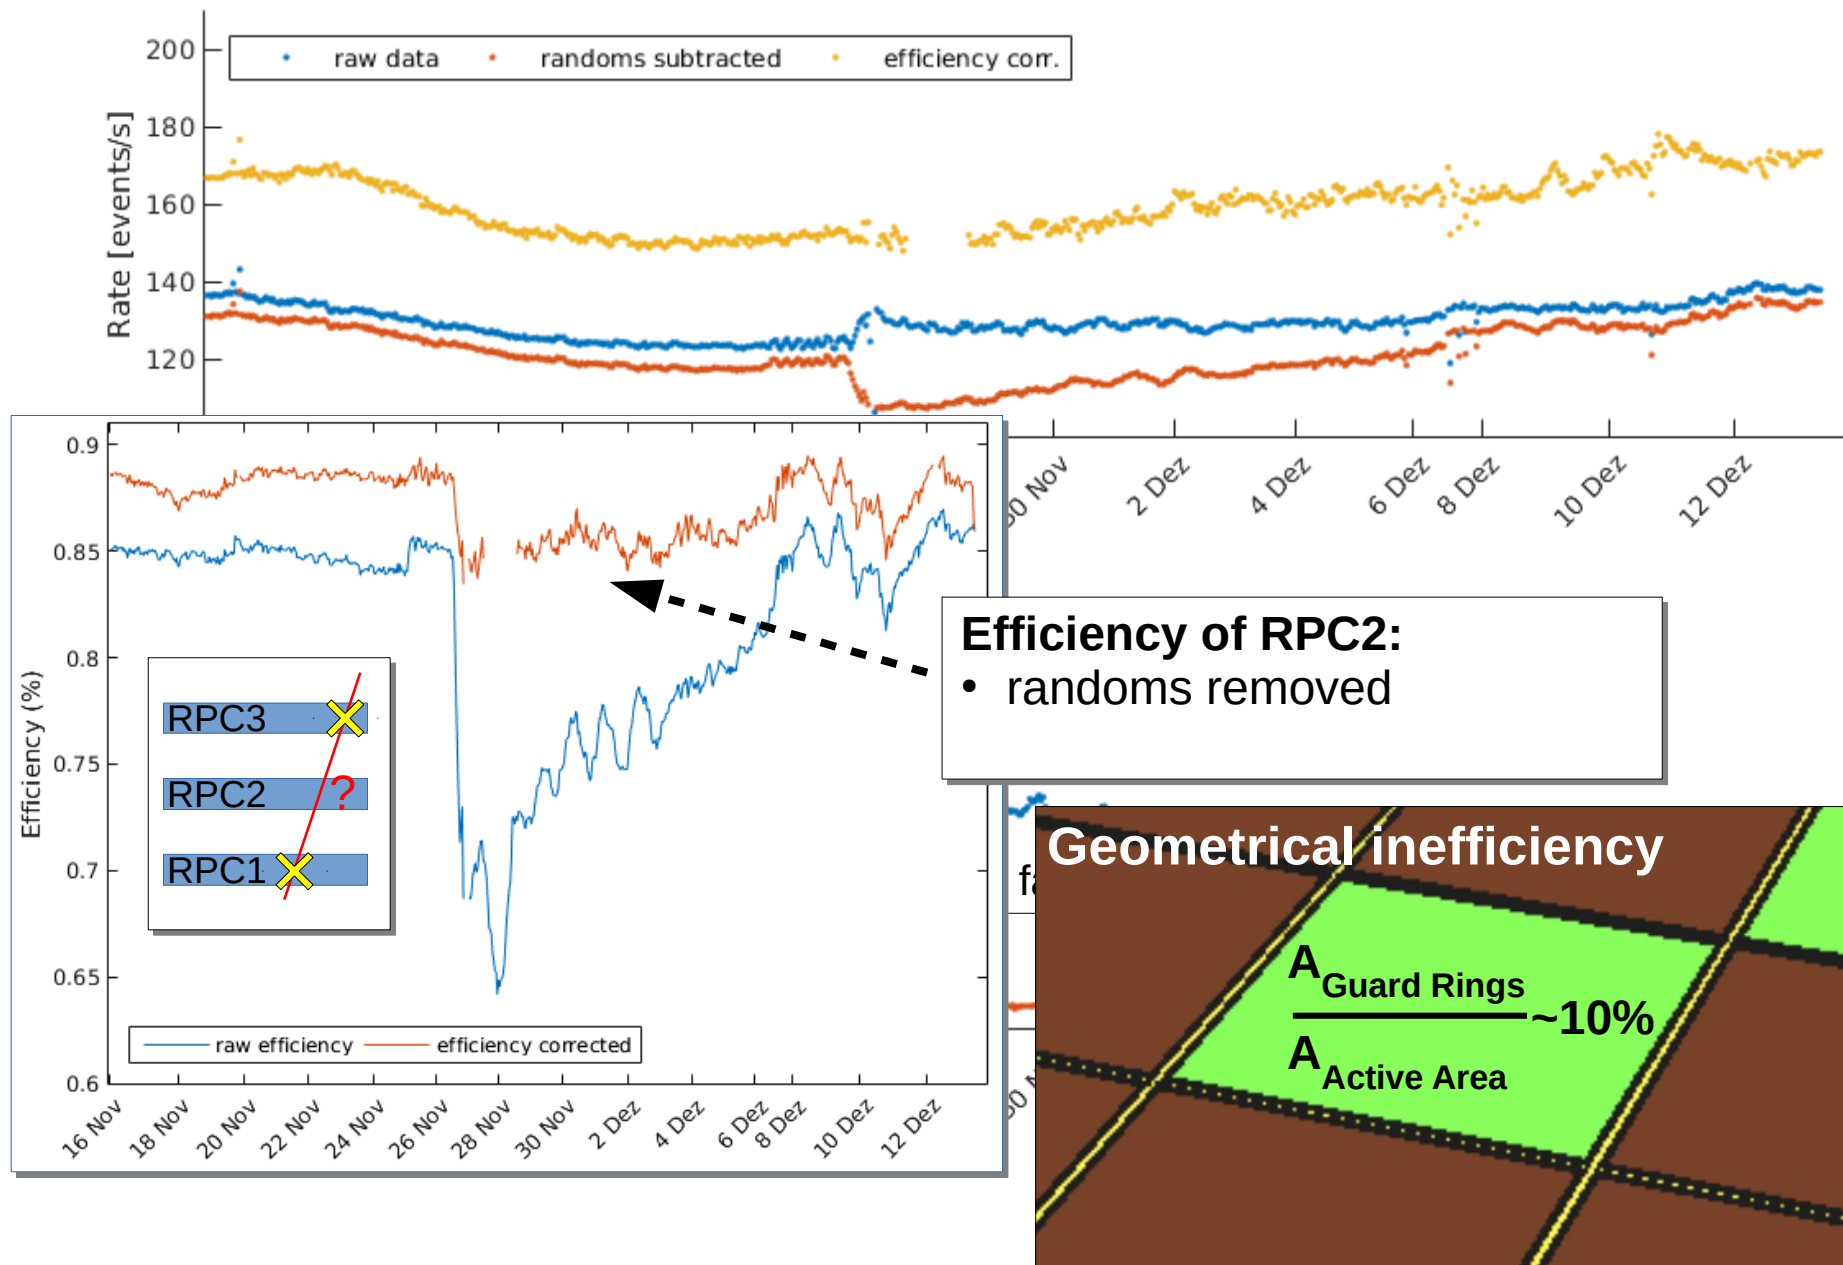 200
raw data randoms subtracted efficiency corr.
180
160
140
120
Rate [events/s]
30 Nov 2 Dez 4 Dez 6 Dez 8 Dez 10 Dez 12 Dez
0.9
0.85
0.8
0.75
0.7
0.65
0.6
Efficiency (%)
RPC3
RPC2 ?
RPC1
raw efficiency efficiency corrected
16 Nov 18 Nov 20 Nov 22 Nov 24 Nov 26 Nov 28 Nov 30 Nov 2 Dez 4 Dez 6 Dez 8 Dez 10 Dez 12 Dez
Efficiency of RPC2:
• randoms removed
Geometrical inefficiency
A Guard Rings
~10%
A Active Area